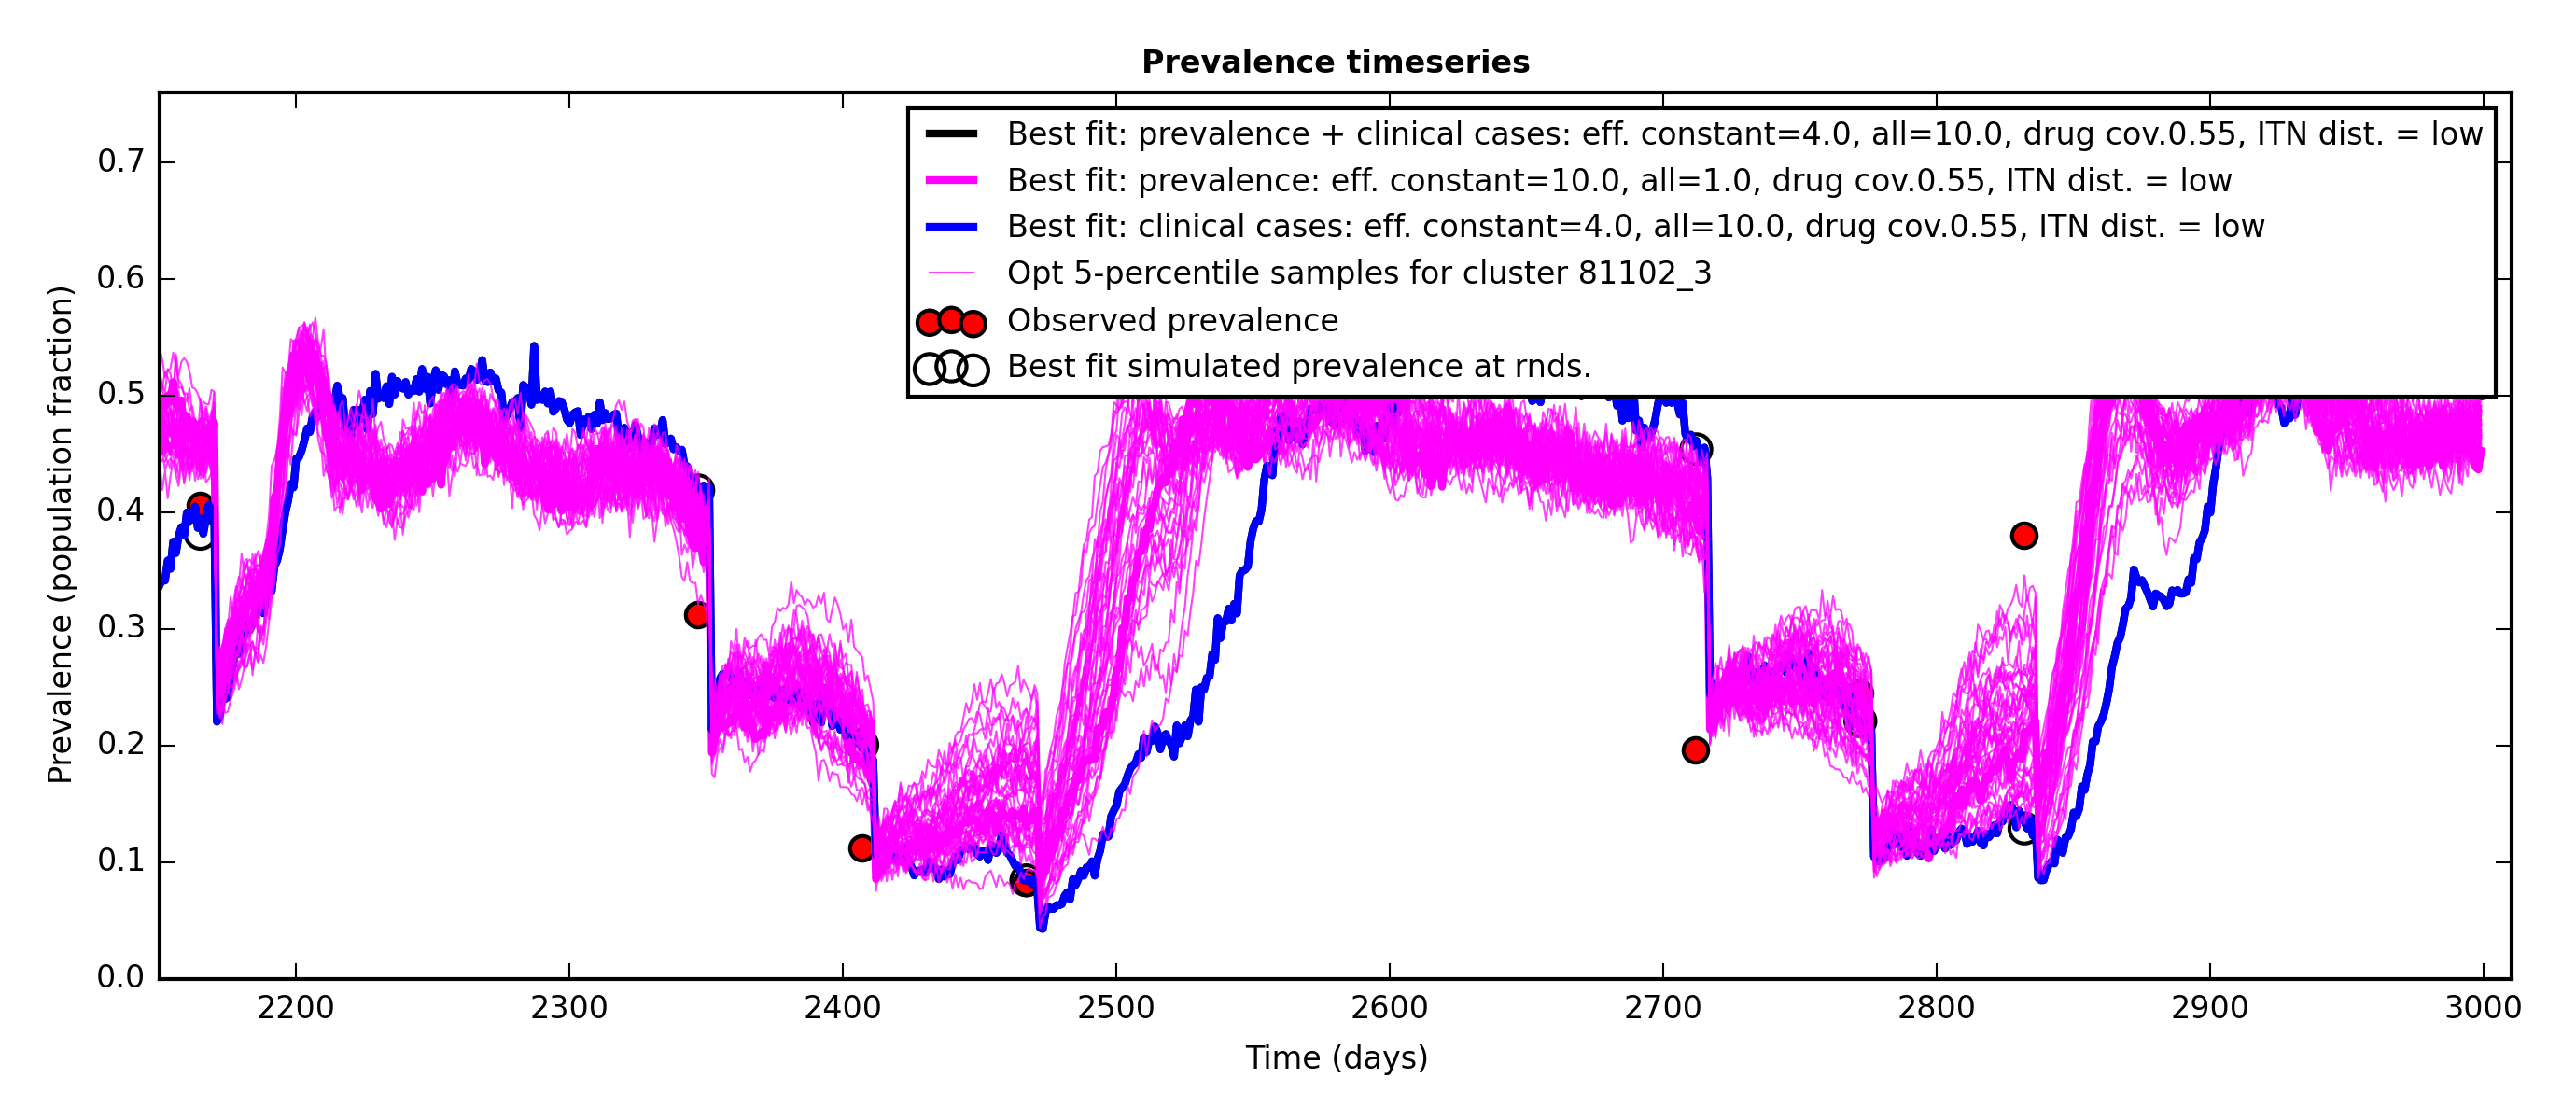 Prevalence timeseries
Best fit: prevalence + clinical cases: eff. constant=4.0, all=10.0, drug cov.0.55, ITN dist. = low
Best fit: prevalence: eff. constant=10.0, all=1.0, drug cov.0.55, ITN dist. = low
Best fit: clinical cases: eff. constant=4.0, all=10.0, drug cov.0.55, ITN dist. = low
Opt 5-percentile samples for cluster 81102_3
Observed prevalence
Best fit simulated prevalence at rnds.
Prevalence (population fraction)
0.7
0.6
0.5
0.4
0.3
0.2
0.1
0.0
2200 2300 2400 2500 2600 2700 2800 2900 3000
Time (days)